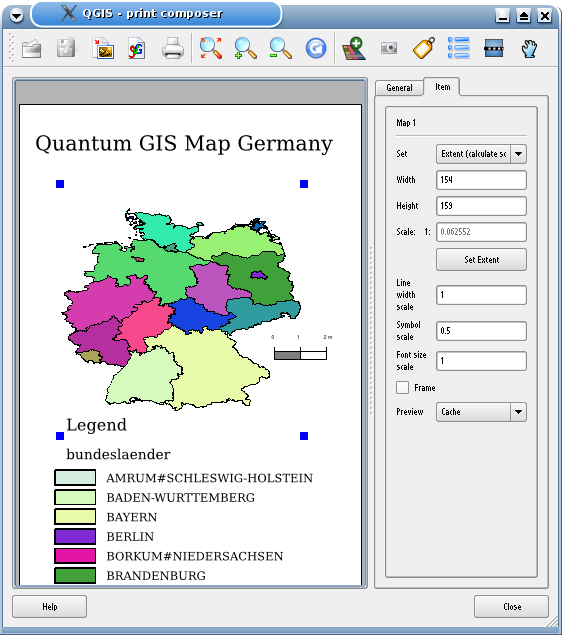 QGIS - print composer
General
Item
Quantum GIS Map Germany
Map 1
Set
Extent (calculate sc
Width
154
Height
159
Scale: 1:
0.062552
Set Extent
Line width scale
1
Symbol scale
0.5
Font size scale
1
Frame
Preview
Cache
0 1 2 m
Legend
bundeslaender
AMRUM#SCHLESWIG-HOLSTEIN
BADEN-WURTTEMBERG
BAYERN
BERLIN
BORKUM#NIEDERSACHSEN
BRANDENBURG
Help
Close